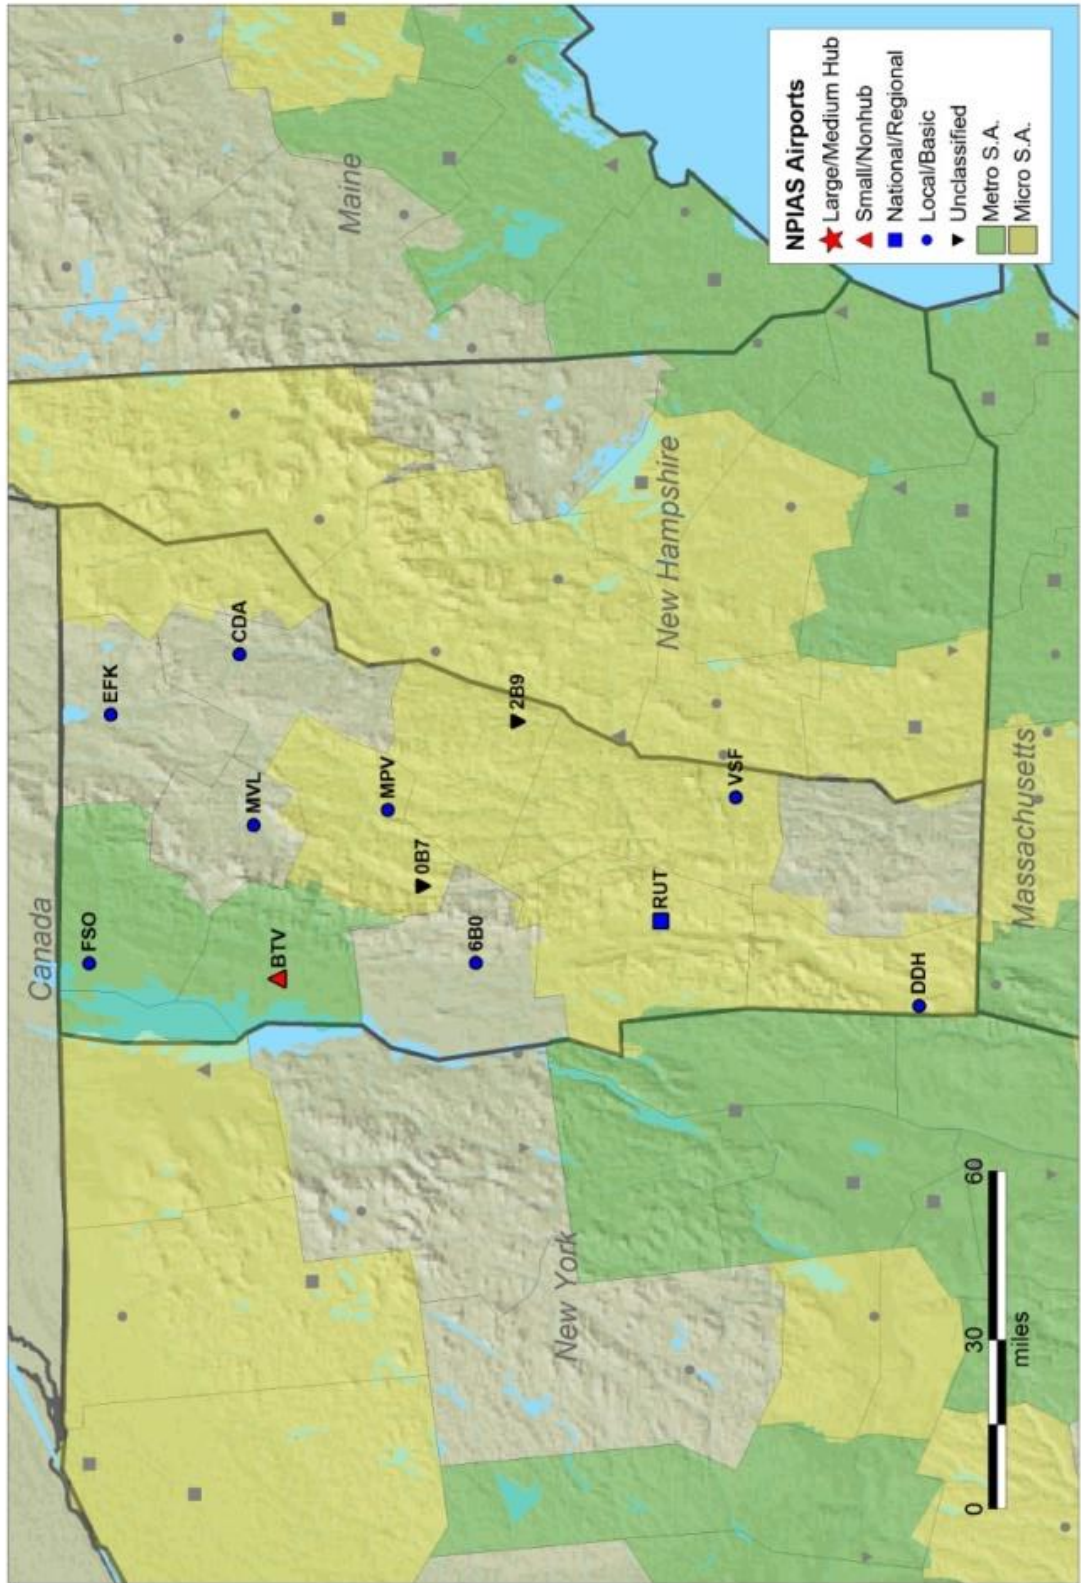 Canada
Maine
FSO
EFK
CDA
MVL
BTV
MPV
0B7
6B0
2B9
New Hampshire
RUT
VSF
DDH
New York
Massachusetts
NPIAS Airports
Large/Medium Hub
Small/Nonhub
National/Regional
Local/Basic
Unclassified
Metro S.A.
Micro S.A.
0 30 60
miles